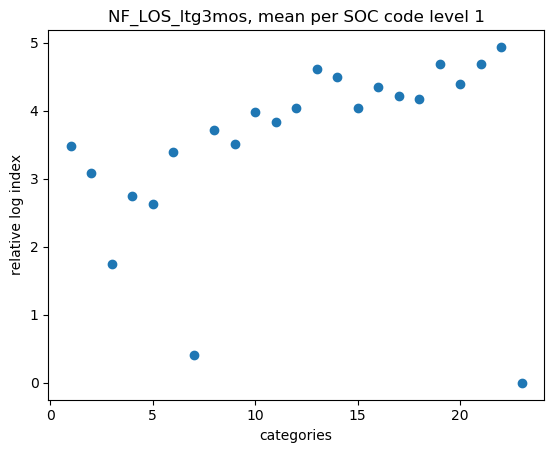 NF_LOS_ltg3mos, mean per SOC code level 1
relative log index
5
4
3
2
1
0
0 5 10 15 20
categories